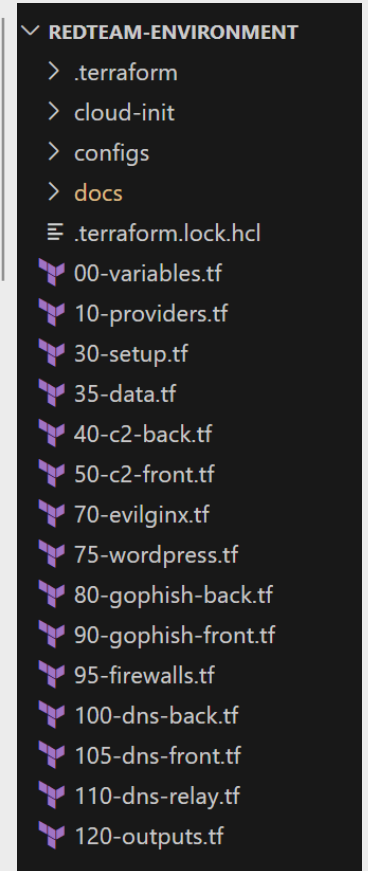 REDTEAM-ENVIRONMENT
.terraform
cloud-init
configs
docs
.terraform.lock.hcl
00-variables.tf
10-providers.tf
30-setup.tf
35-data.tf
40-c2-back.tf
50-c2-front.tf
70-evilginx.tf
75-wordpress.tf
80-gophish-back.tf
90-gophish-front.tf
95-firewalls.tf
100-dns-back.tf
105-dns-front.tf
110-dns-relay.tf
120-outputs.tf